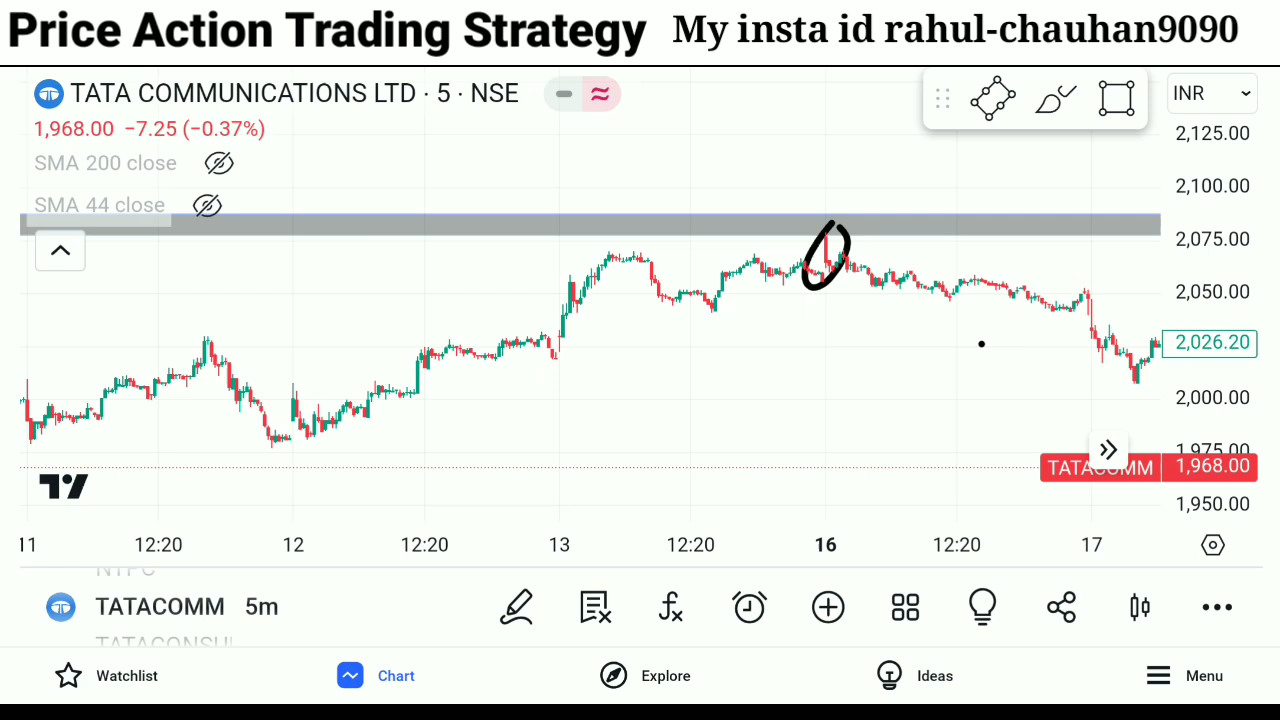 Price Action Trading Strategy My insta id rahul-chauhan9090
TATA COMMUNICATIONS LTD · 5 · NSE
INR
1,968.00 −7.25 (−0.37%)
SMA 200 close
SMA 44 close
2,125.00
2,100.00
2,075.00
2,050.00
2,026.20
2,000.00
1,975.00
TATACOMM 1,968.00
1,950.00
11 12:20 12 12:20 13 12:20 16 12:20 17
NTPC
TATACOMM 5m
Watchlist Chart Explore Ideas Menu